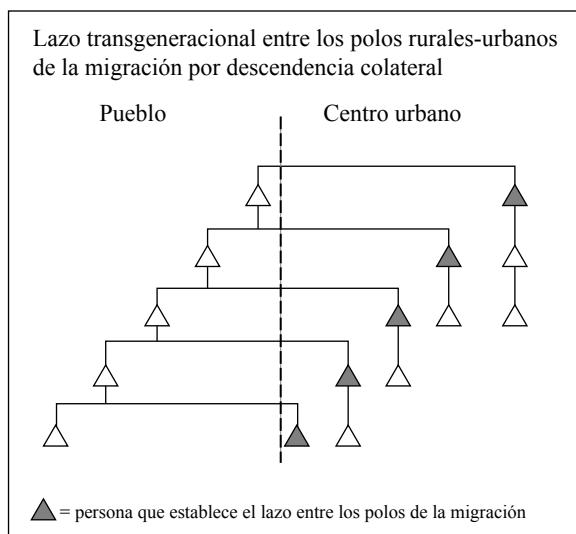 Lazo transgeneracional entre los polos rurales-urbanos
de la migración por descendencia colateral
Pueblo
Centro urbano
= persona que establece el lazo entre los polos de la migración